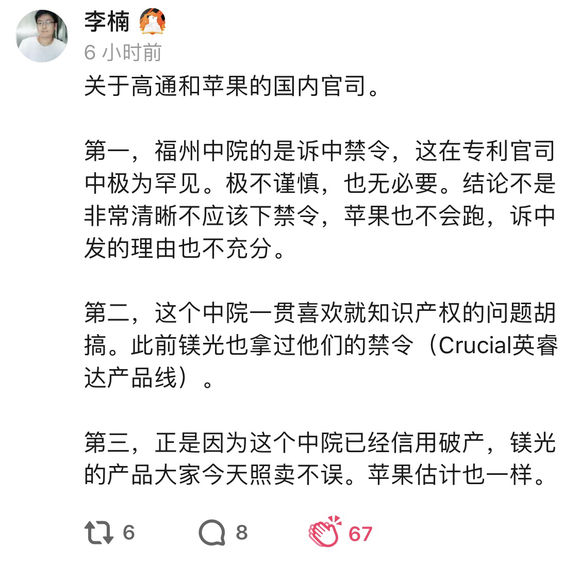 李楠
6 小时前
关于高通和苹果的国内官司。
第一，福州中院的是诉中禁令，这在专利官司
中极为罕见。极不谨慎，也无必要。结论不是
非常清晰不应该下禁令，苹果也不会跑，诉中
发的理由也不充分。
第二，这个中院一贯喜欢就知识产权的问题胡
搞。此前镁光也拿过他们的禁令（Crucial英睿
达产品线）。
第三，正是因为这个中院已经信用破产，镁光
的产品大家今天照卖不误。苹果估计也一样。
6 8 67